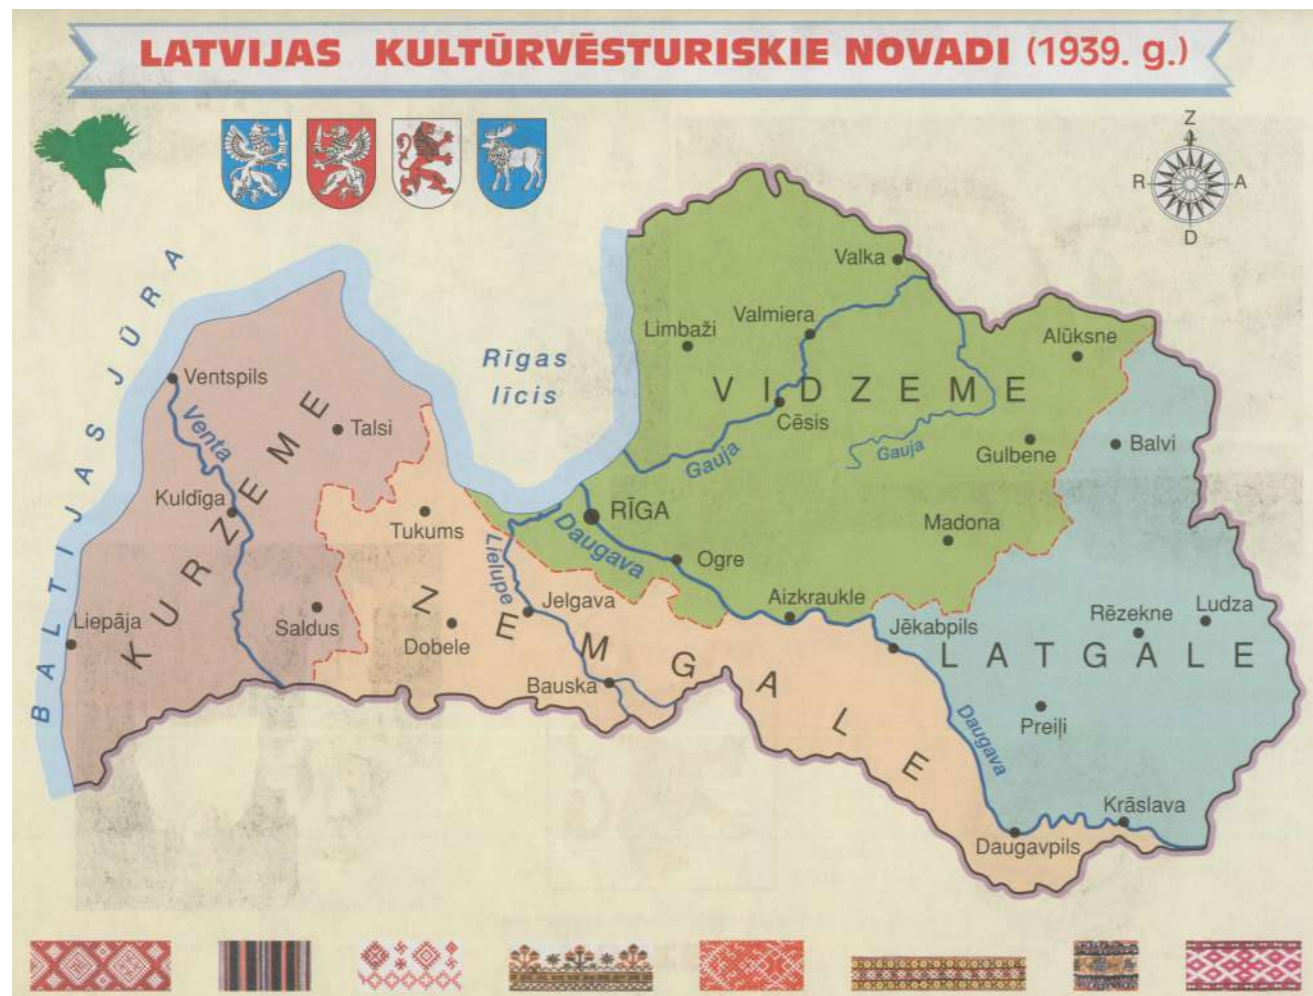 LATVIJAS KULTŪRVĒSTURISKIE NOVADI (1939. g.)
Z
R
A
D
BALTIJAS JŪRA
Rīgas
līcis
Valka
Valmiera
Limbaži
Alūksne
VIDZEME
Cēsis
Gauja
Gauja
Gulbene
Balvi
Ventspils
Venta
Talsi
KURZEME
Kuldīga
Tukums
RĪGA
Daugava
Madona
Lielupe
Ogre
Liepāja
Saldus
Dobele
Jelgava
Aizkraukle
Jēkabpils
Rēzekne
Ludza
ZEMGALE
LATGALE
Bauska
Preiļi
Daugava
Krāslava
Daugavpils